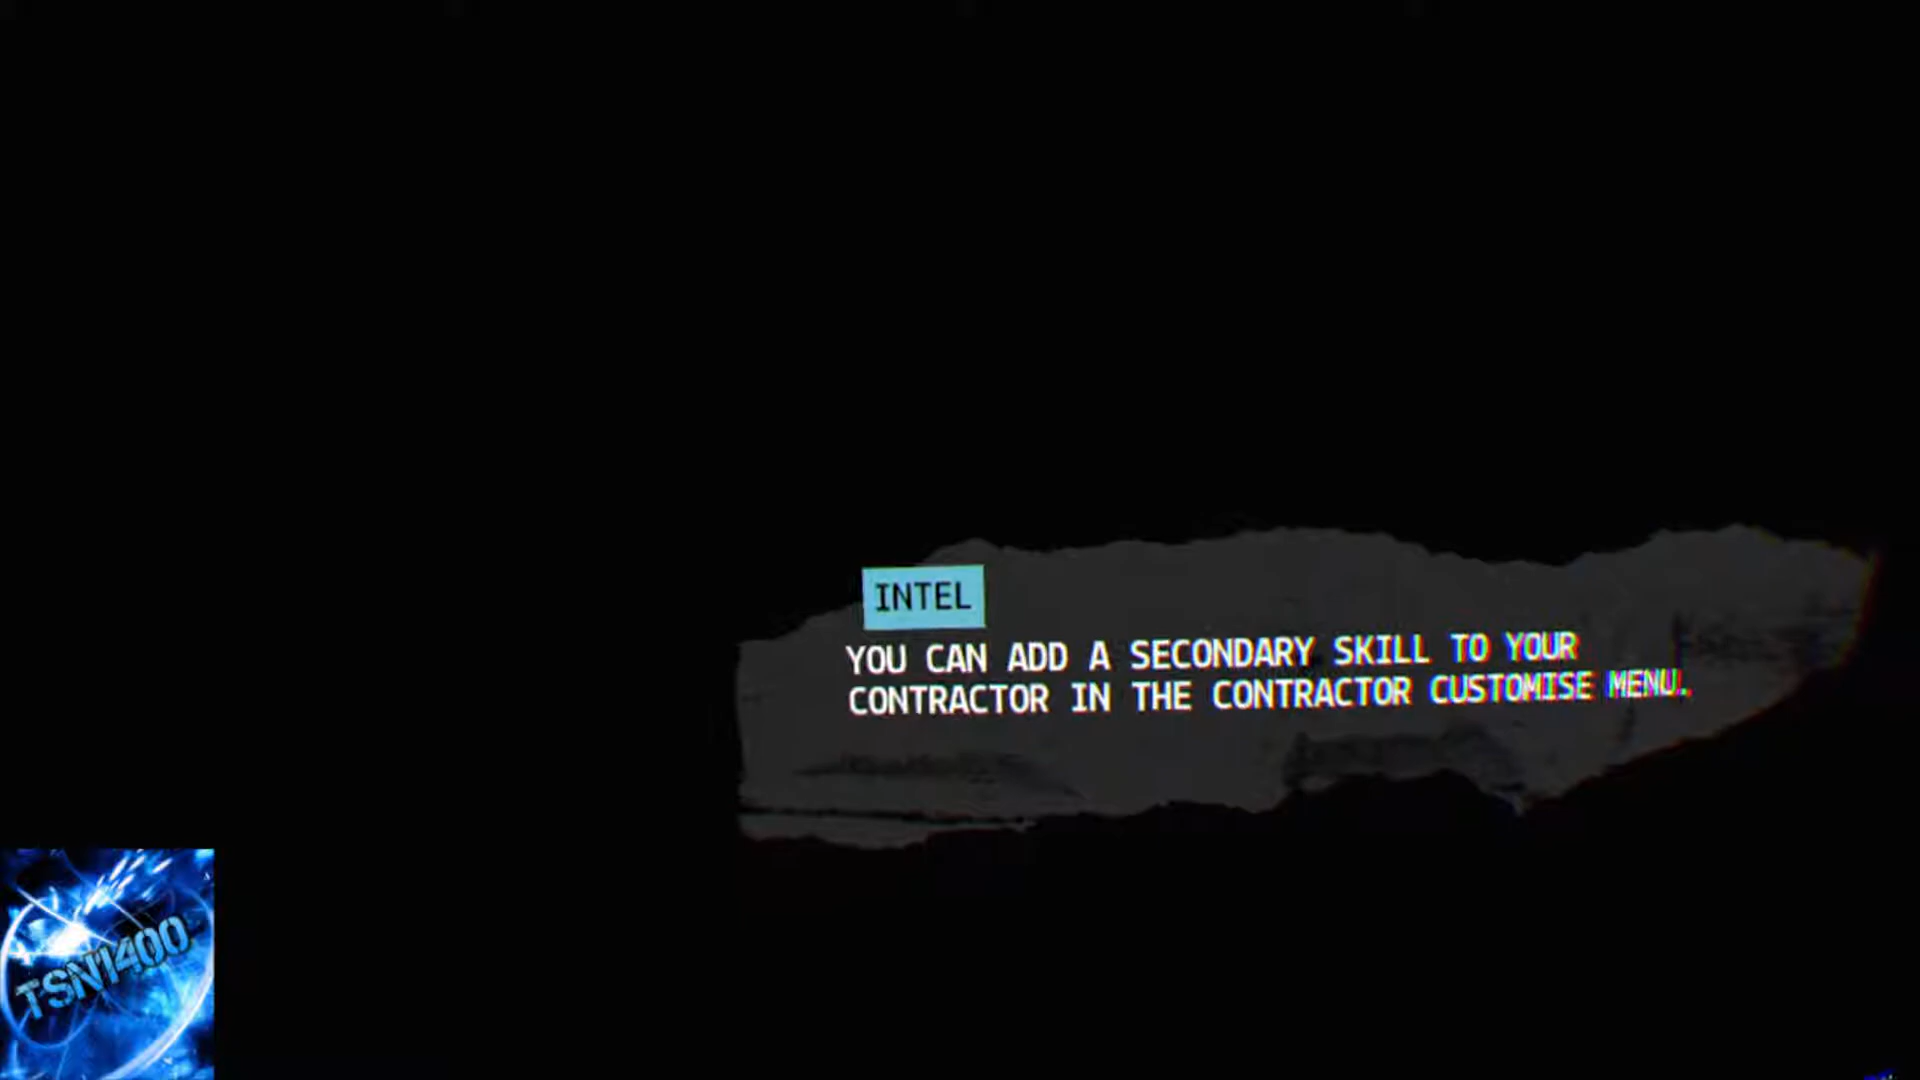 INTEL
YOU CAN ADD A SECONDARY SKILL TO YOUR
CONTRACTOR IN THE CONTRACTOR CUSTOMISE MENU.
TSN1400